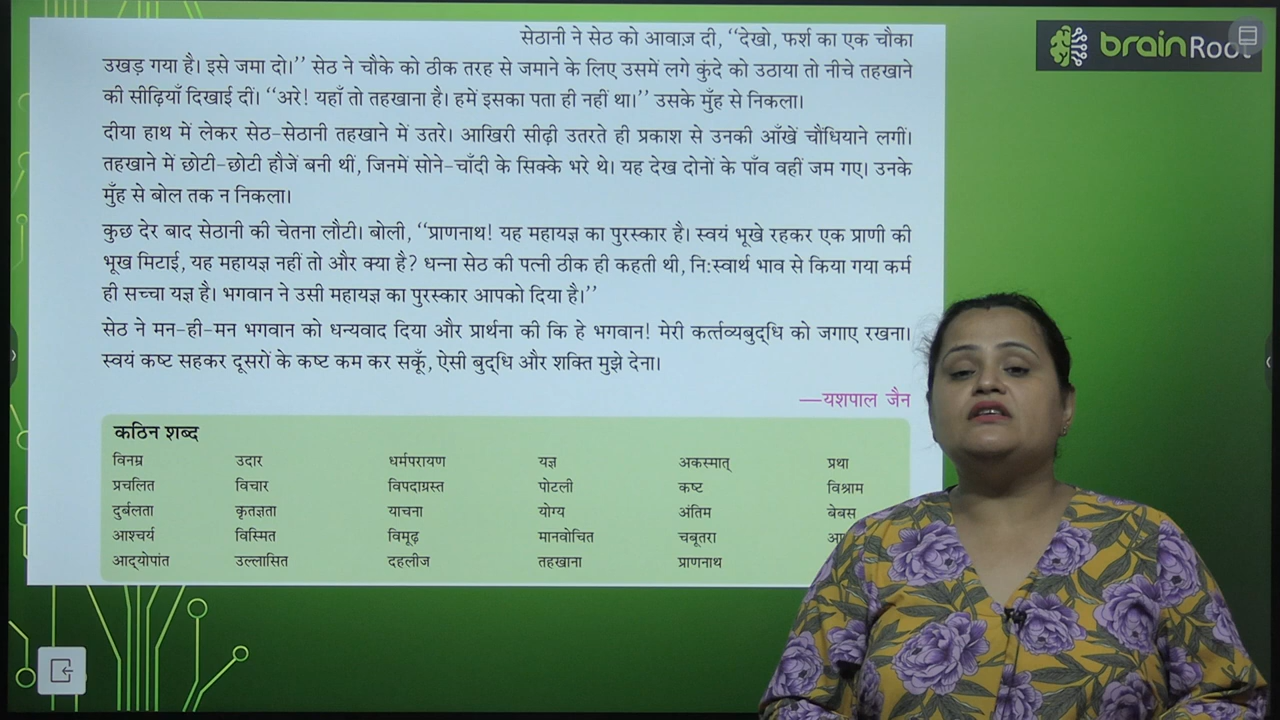 brainRoot
सेठानी ने सेठ को आवाज़ दी, ‘‘देखो, फर्श का एक चौका
उखड़ गया है। इसे जमा दो।’’ सेठ ने चौके को ठीक तरह से जमाने के लिए उसमें लगे कुंदे को उठाया तो नीचे तहखाने
की सीढ़ियाँ दिखाई दीं। ‘‘अरे! यहाँ तो तहखाना है। हमें इसका पता ही नहीं था।’’ उसके मुँह से निकला।
दीया हाथ में लेकर सेठ-सेठानी तहखाने में उतरे। आखिरी सीढ़ी उतरते ही प्रकाश से उनकी आँखें चौंधियाने लगीं।
तहखाने में छोटी-छोटी हौजें बनी थीं, जिनमें सोने-चाँदी के सिक्के भरे थे। यह देख दोनों के पाँव वहीं जम गए। उनके
मुँह से बोल तक न निकला।
कुछ देर बाद सेठानी की चेतना लौटी। बोली, ‘‘प्राणनाथ! यह महायज्ञ का पुरस्कार है। स्वयं भूखे रहकर एक प्राणी की
भूख मिटाई, यह महायज्ञ नहीं तो और क्या है? धन्ना सेठ की पत्नी ठीक ही कहती थी, नि:स्वार्थ भाव से किया गया कर्म
ही सच्चा यज्ञ है। भगवान ने उसी महायज्ञ का पुरस्कार आपको दिया है।’’
सेठ ने मन-ही-मन भगवान को धन्यवाद दिया और प्रार्थना की कि हे भगवान! मेरी कर्त्तव्यबुद्धि को जगाए रखना।
स्वयं कष्ट सहकर दूसरों के कष्ट कम कर सकूँ, ऐसी बुद्धि और शक्ति मुझे देना।
—यशपाल जैन
कठिन शब्द
विनम्र उदार धर्मपरायण यज्ञ अकस्मात् प्रथा
प्रचलित विचार विपदाग्रस्त पोटली कष्ट विश्राम
दुर्बलता कृतज्ञता याचना योग्य अंतिम बेबस
आश्चर्य विस्मित विमूढ़ मानवोचित चबूतरा
आद्योपांत उल्लासित दहलीज तहखाना प्राणनाथ